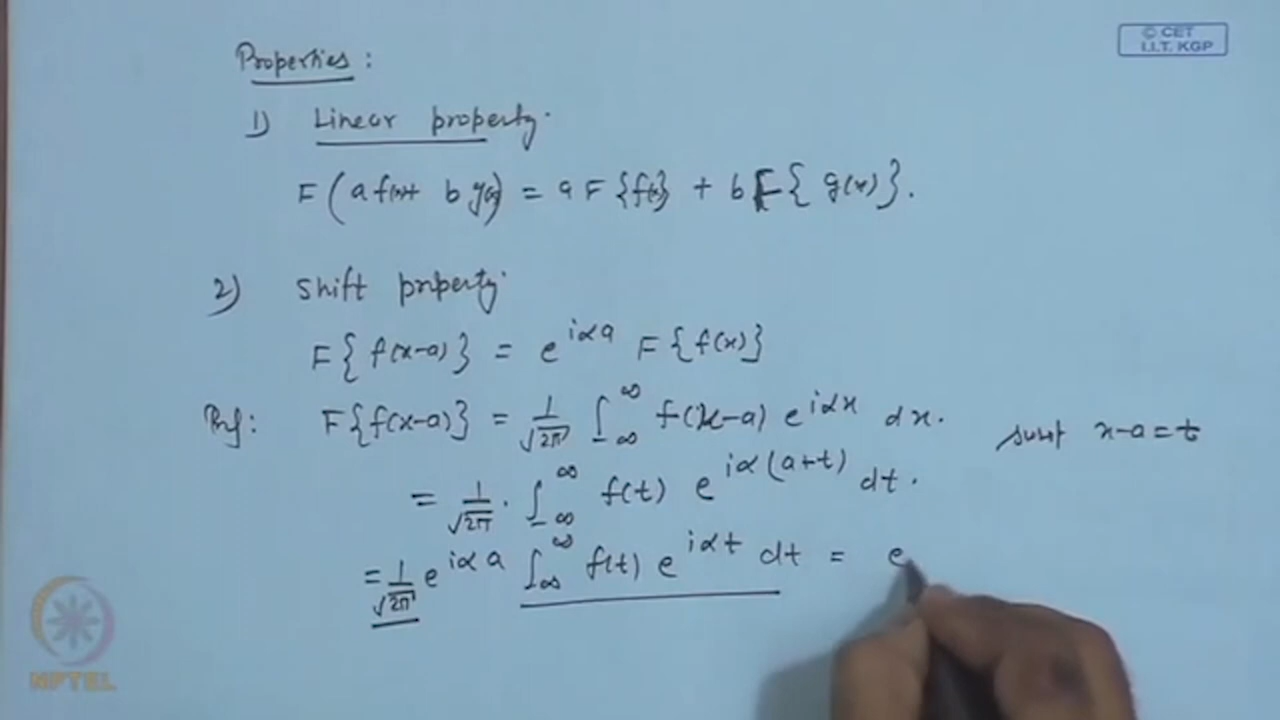 © CET
I.I.T. KGP
Properties :
1) Linear property.
F ( a f(x) + b g(x) ) = a F {f(x)} + b F { g(x) }.
2) Shift property.
F { f(x-a) } = e^{iαa} F { f(x) }
Prf: F{f(x-a)} = 1/√2π ∫_{-∞}^{∞} f(x-a) e^{iαx} dx. subst x-a = t
= 1/√2π . ∫_{-∞}^{∞} f(t) e^{iα(a+t)} dt.
= 1/√2π e^{iαa} ∫_{-∞}^{∞} f(t) e^{iαt} dt = e
NPTEL